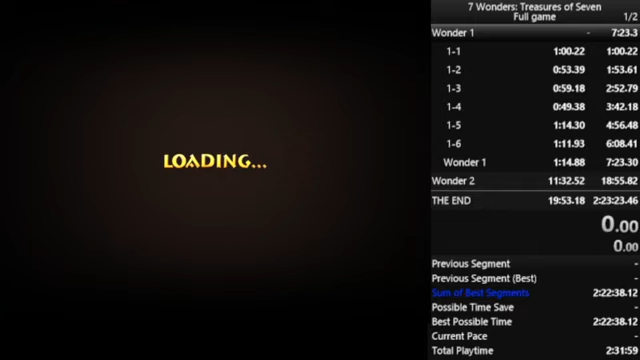 LOADING...
7 Wonders: Treasures of Seven
Full game 1/2
Wonder 1 - 7:23.3
1-1 1:00.22 1:00.22
1-2 0:53.39 1:53.61
1-3 0:59.18 2:52.79
1-4 0:49.38 3:42.18
1-5 1:14.30 4:56.48
1-6 1:11.93 6:08.41
Wonder 1 1:14.88 7:23.30
Wonder 2 11:32.52 18:55.82
THE END 19:53.18 2:23:23.46
0.00
0.00
Previous Segment -
Previous Segment (Best) -
Sum of Best Segments 2:22:38.12
Possible Time Save -
Best Possible Time 2:22:38.12
Current Pace -
Total Playtime 2:31:59